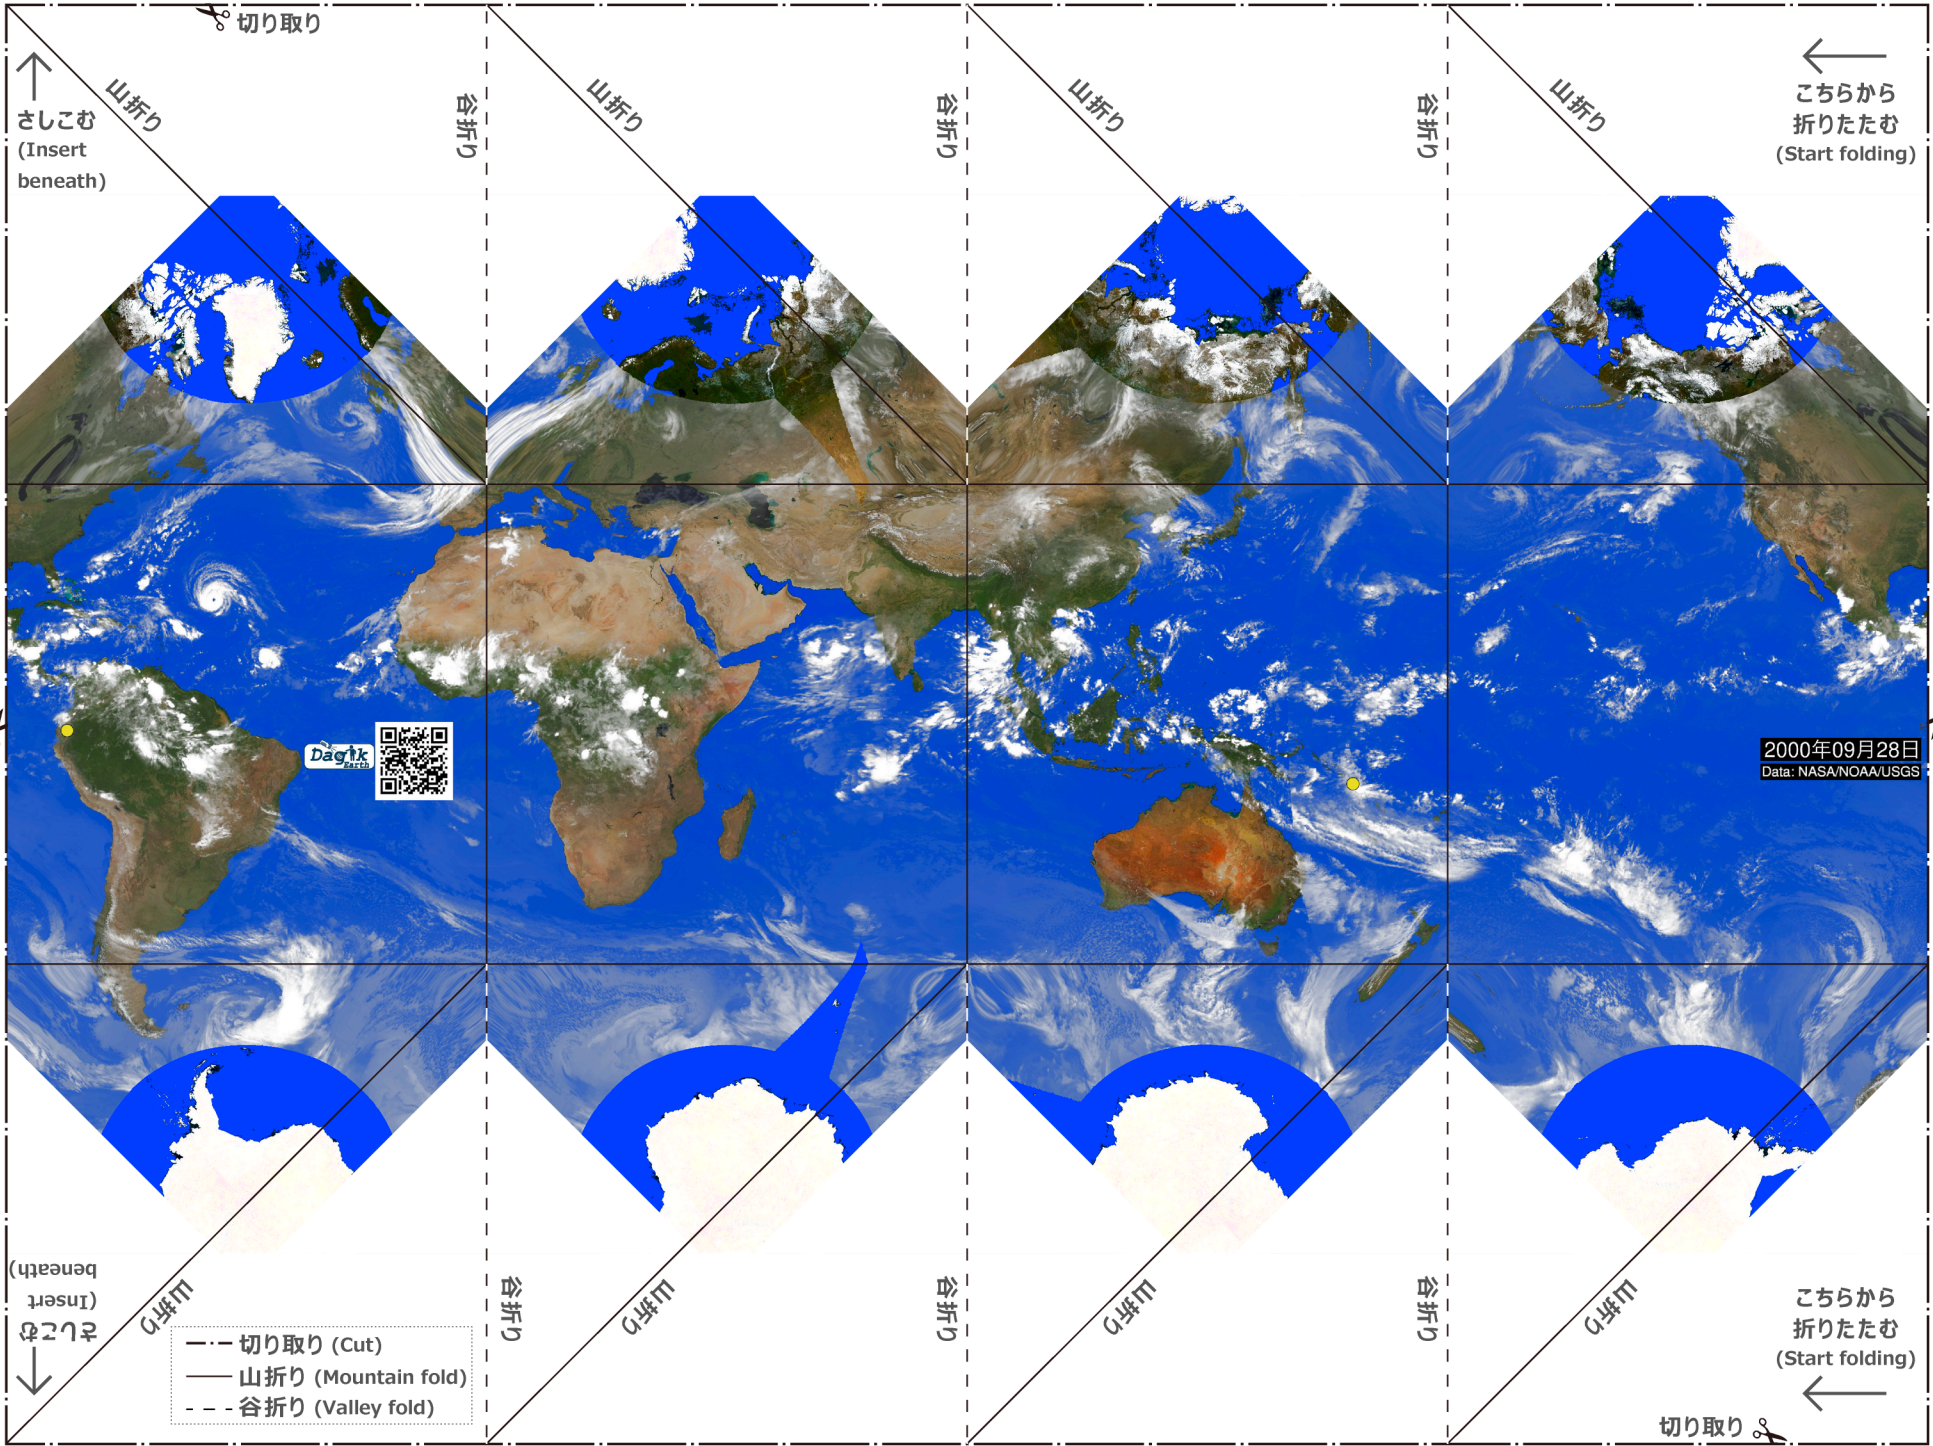 切り取り
山折り
谷折り
山折り
谷折り
山折り
谷折り
山折り
こちらから
折りたたむ
(Start folding)
さしこむ
(Insert
beneath)
Dagik
Earth
2000年09月28日
Data: NASA/NOAA/USGS
さしこむ
(Insert
beneath)
山折り
谷折り
山折り
谷折り
山折り
谷折り
山折り
こちらから
折りたたむ
(Start folding)
切り取り (Cut)
山折り (Mountain fold)
谷折り (Valley fold)
切り取り